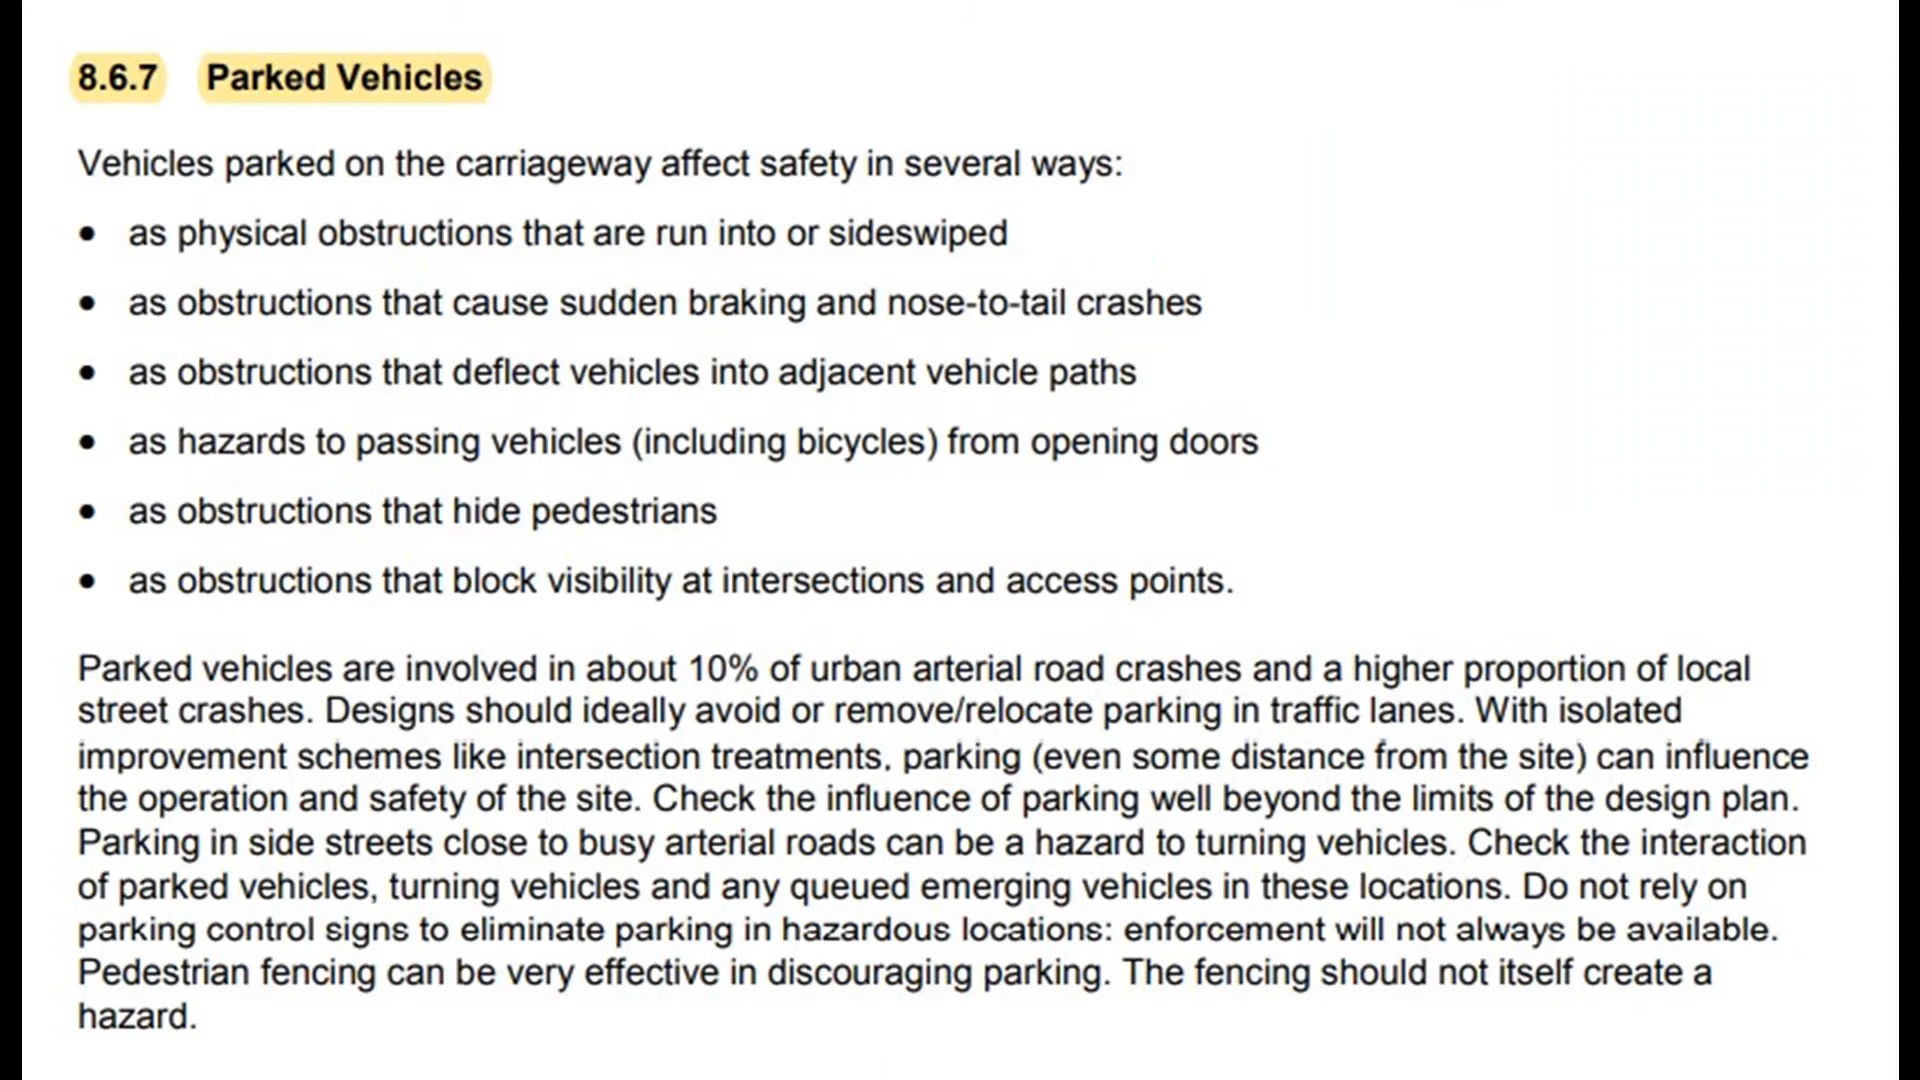 8.6.7 Parked Vehicles
Vehicles parked on the carriageway affect safety in several ways:
• as physical obstructions that are run into or sideswiped
• as obstructions that cause sudden braking and nose-to-tail crashes
• as obstructions that deflect vehicles into adjacent vehicle paths
• as hazards to passing vehicles (including bicycles) from opening doors
• as obstructions that hide pedestrians
• as obstructions that block visibility at intersections and access points.
Parked vehicles are involved in about 10% of urban arterial road crashes and a higher proportion of local
street crashes. Designs should ideally avoid or remove/relocate parking in traffic lanes. With isolated
improvement schemes like intersection treatments, parking (even some distance from the site) can influence
the operation and safety of the site. Check the influence of parking well beyond the limits of the design plan.
Parking in side streets close to busy arterial roads can be a hazard to turning vehicles. Check the interaction
of parked vehicles, turning vehicles and any queued emerging vehicles in these locations. Do not rely on
parking control signs to eliminate parking in hazardous locations: enforcement will not always be available.
Pedestrian fencing can be very effective in discouraging parking. The fencing should not itself create a
hazard.